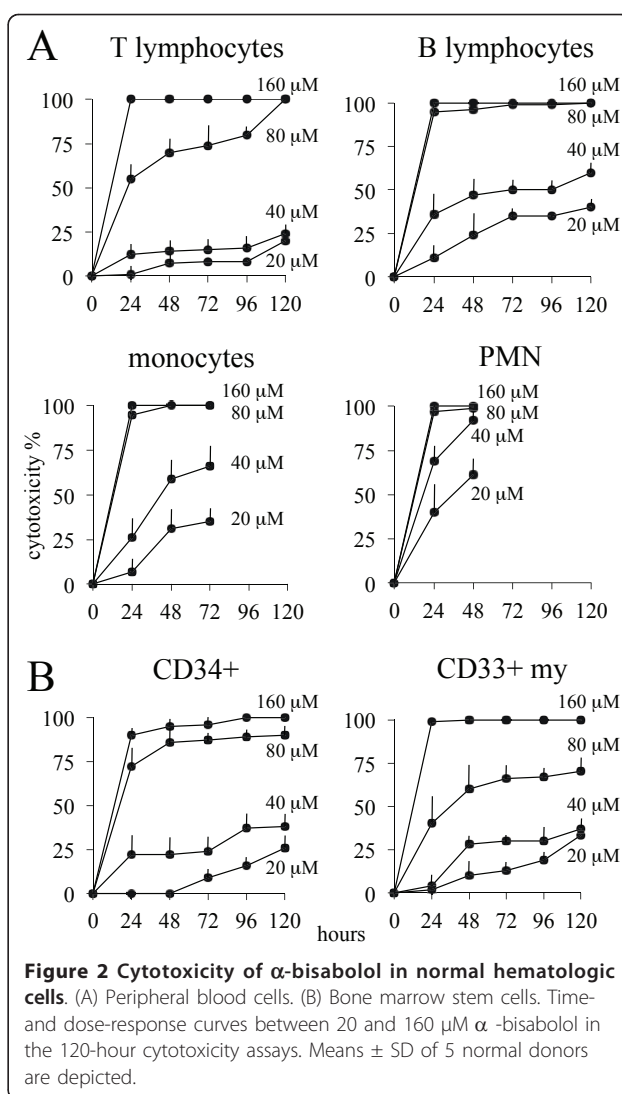 A
T lymphocytes
B lymphocytes
100
75
50
25
0
160 µM
80 µM
40 µM
20 µM
0 24 48 72 96 120
100
75
50
25
0
160 µM
80 µM
40 µM
20 µM
0 24 48 72 96 120
monocytes
PMN
cytotoxicity %
100
75
50
25
0
160 µM
80 µM
40 µM
20 µM
0 24 48 72 96 120
100
75
50
25
0
160 µM
80 µM
40 µM
20 µM
0 24 48 72 96 120
B
CD34+
CD33+ my
100
75
50
25
0
160 µM
80 µM
40 µM
20 µM
0 24 48 72 96 120
100
75
50
25
0
160 µM
80 µM
40 µM
20 µM
0 24 48 72 96 120
hours
Figure 2 Cytotoxicity of α-bisabolol in normal hematologic
cells. (A) Peripheral blood cells. (B) Bone marrow stem cells. Time-
and dose-response curves between 20 and 160 µM α -bisabolol in
the 120-hour cytotoxicity assays. Means ± SD of 5 normal donors
are depicted.